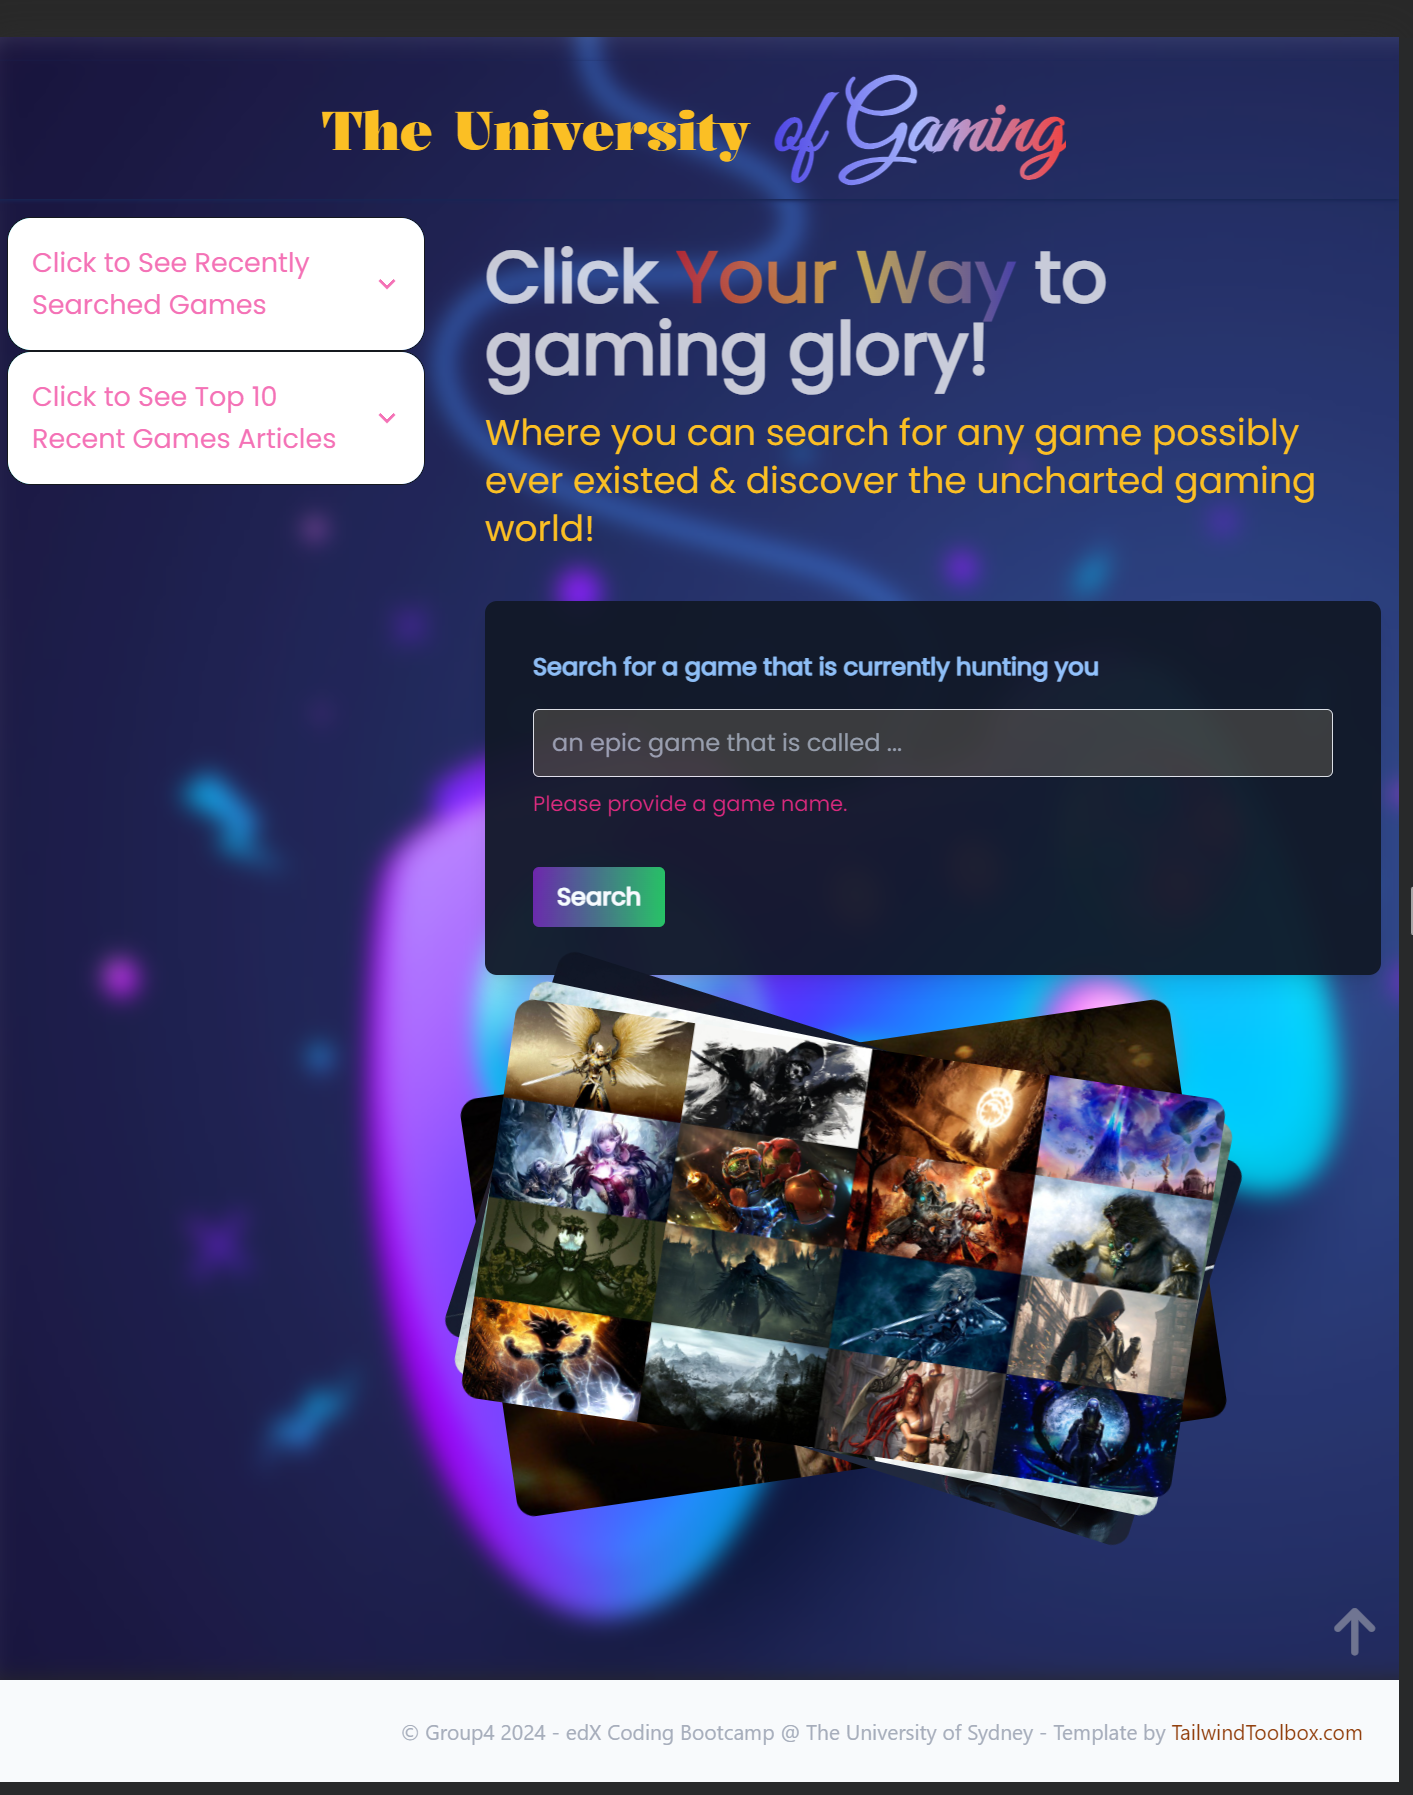 The University of Gaming
Click to See Recently
Searched Games
Click to See Top 10
Recent Games Articles
Click Your Way to
gaming glory!
Where you can search for any game possibly
ever existed & discover the uncharted gaming
world!
Search for a game that is currently hunting you
an epic game that is called ...
Please provide a game name.
Search
© Group4 2024 - edX Coding Bootcamp @ The University of Sydney - Template by TailwindToolbox.com